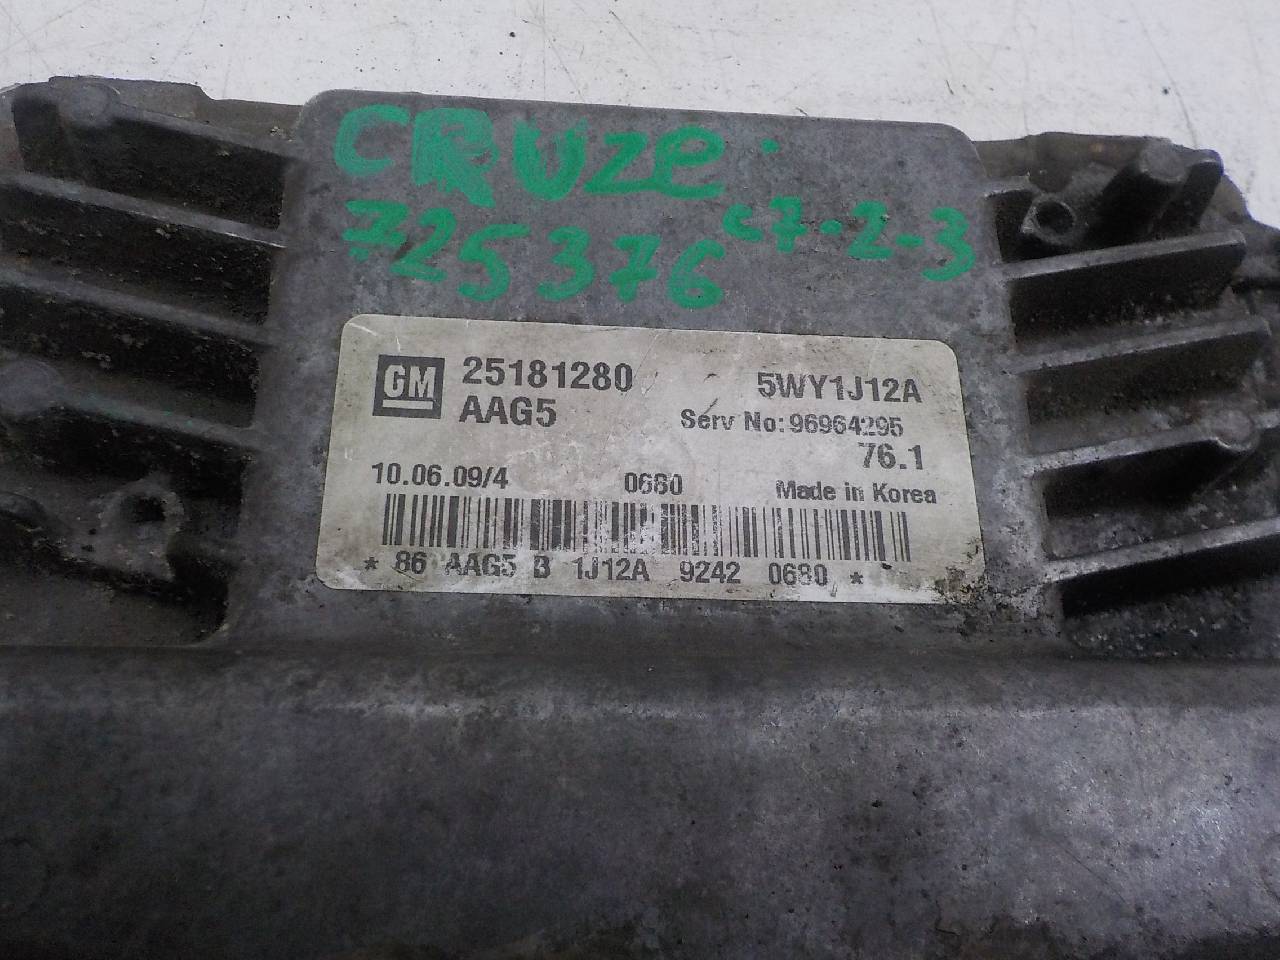 CRUZe.
725376 c7-2-3
GM 25181280 5WY1J12A
AAG5 Serv No:96964295
76.1
10.06.09/4 0680 Made in Korea
* 86 AAG5 B 1J12A 9242 0680 *